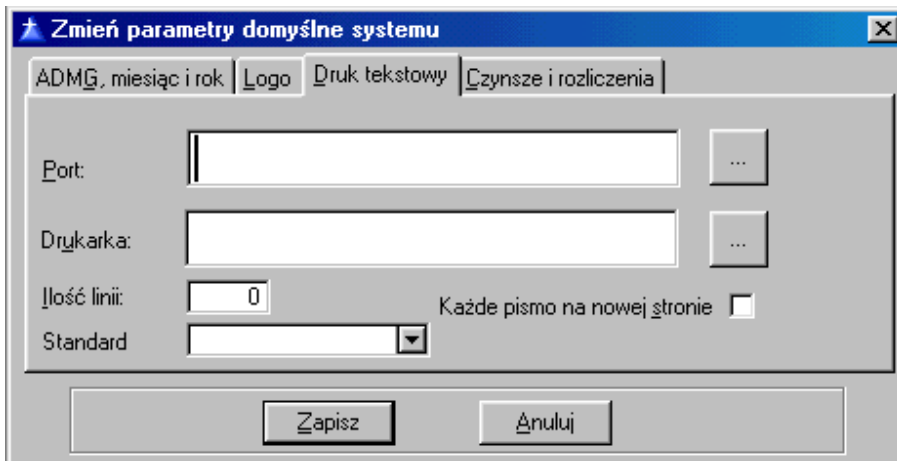 Zmień parametry domyślne systemu
ADMG, miesiąc i rok Logo Druk tekstowy Czynsze i rozliczenia
Port: ...
Drukarka: ...
Ilość linii: 0
Każde pismo na nowej stronie
Standard
Zapisz Anuluj